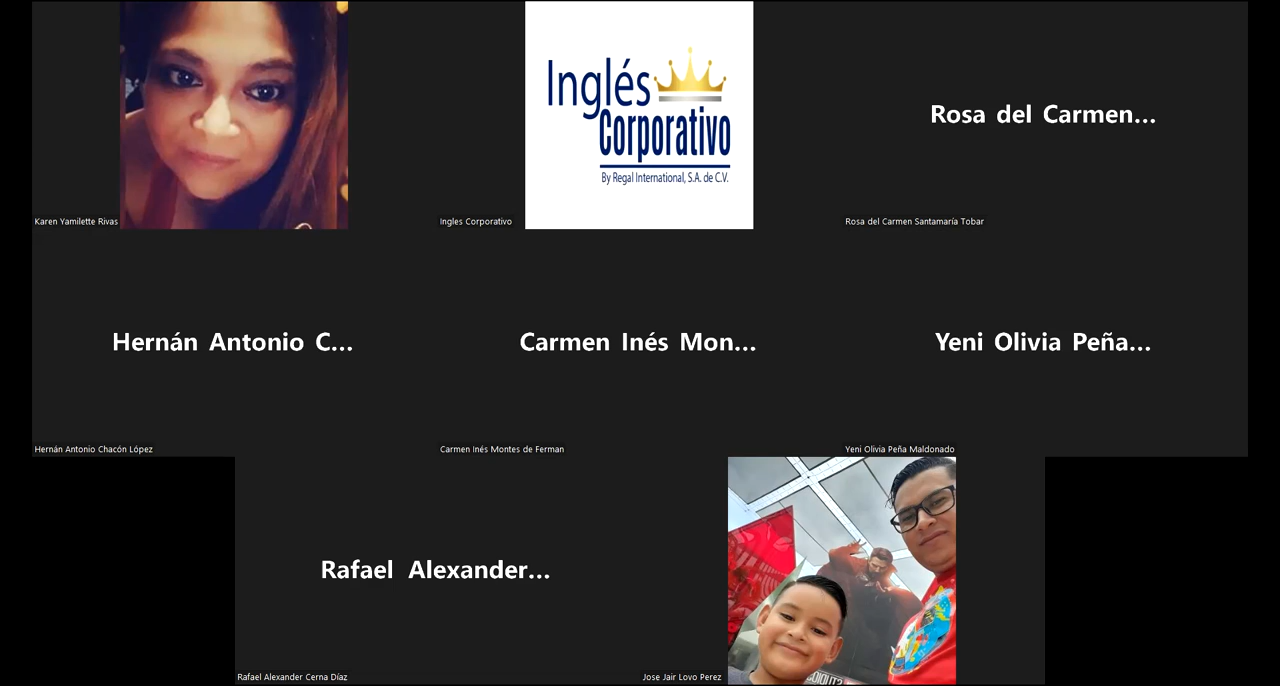 Karen Yamilette Rivas
Inglés
Corporativo
By Regal International, S.A. de C.V.
Ingles Corporativo
Rosa del Carmen...
Rosa del Carmen Santamaría Tobar
Hernán Antonio C...
Hernán Antonio Chacón López
Carmen Inés Mon...
Carmen Inés Montes de Ferman
Yeni Olivia Peña...
Yeni Olivia Peña Maldonado
Rafael Alexander...
Rafael Alexander Cerna Díaz
Jose Jair Lovo Perez